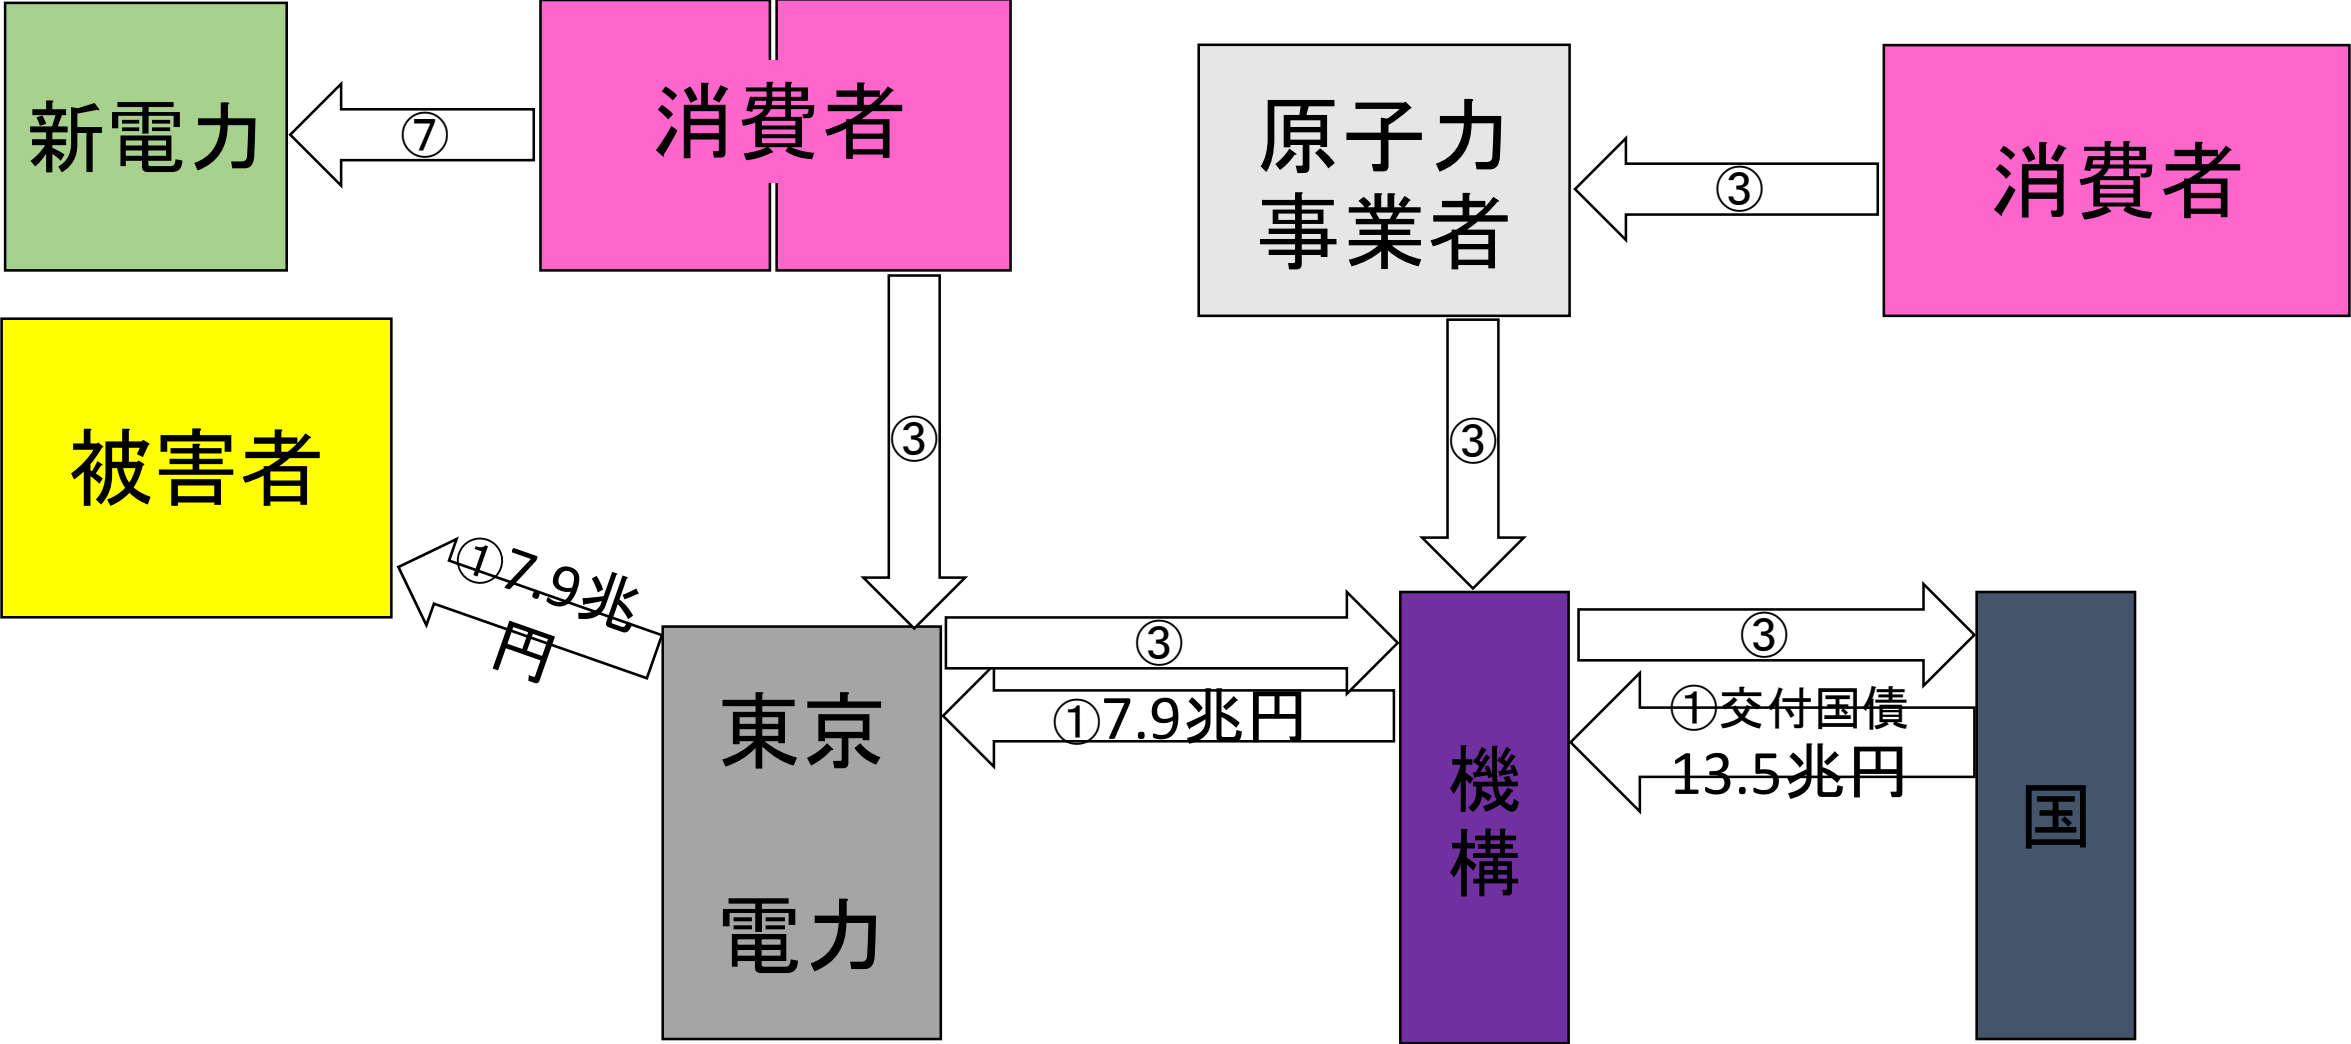 新電力
⑦
消費者
原子力
事業者
③
消費者
被害者
③
③
①7.9兆
円
東京
電力
③
①7.9兆円
機
構
③
①交付国債
13.5兆円
国